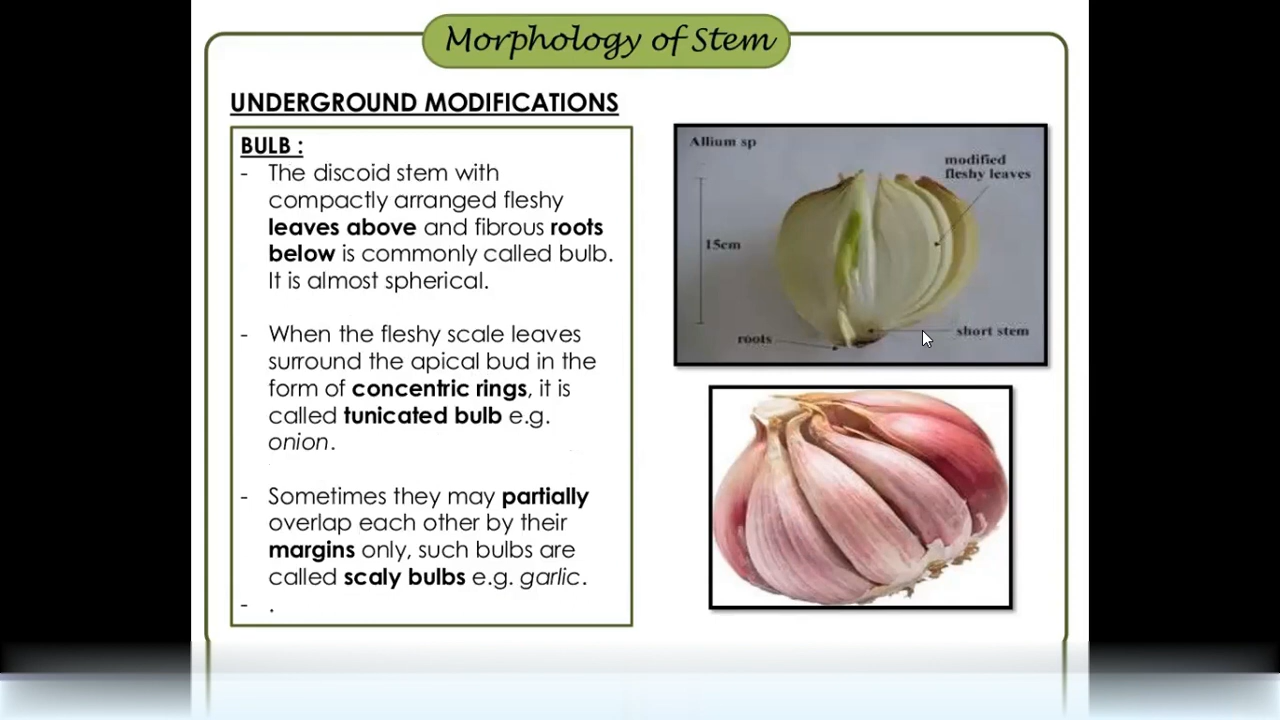 Morphology of Stem
UNDERGROUND MODIFICATIONS
BULB :
- The discoid stem with
compactly arranged fleshy
leaves above and fibrous roots
below is commonly called bulb.
It is almost spherical.
- When the fleshy scale leaves
surround the apical bud in the
form of concentric rings, it is
called tunicated bulb e.g.
onion.
- Sometimes they may partially
overlap each other by their
margins only, such bulbs are
called scaly bulbs e.g. garlic.
- .
Allium sp
modified
fleshy leaves
15cm
short stem
roots